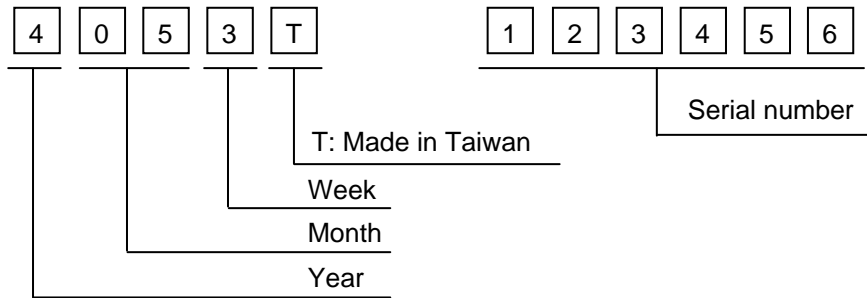 4 0 5 3 T 1 2 3 4 5 6
Serial number
T: Made in Taiwan
Week
Month
Year